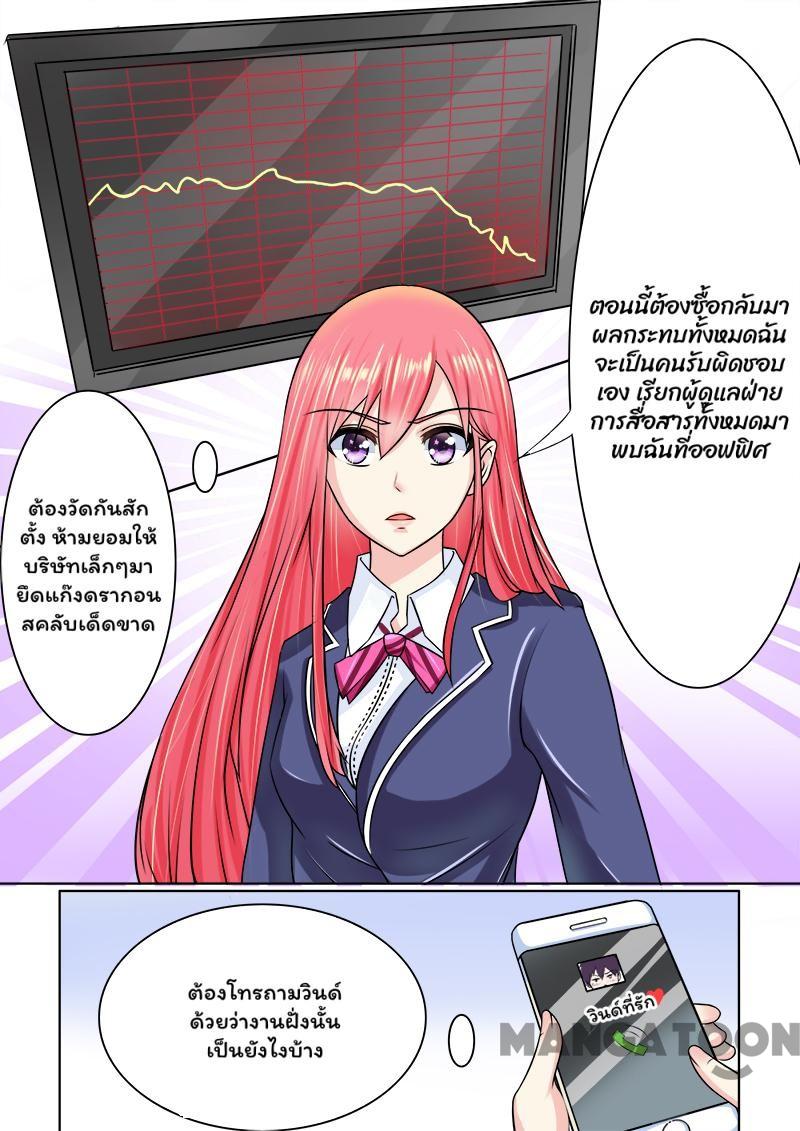 ตอนนี้ต้องซื้อกลับมา
ผลกระทบทั้งหมดฉัน
จะเป็นคนรับผิดชอบ
เอง เรียกผู้ดูแลฝ่าย
การสื่อสารทั้งหมดมา
พบฉันที่ออฟฟิศ
ต้องวัดกันสัก
ตั้ง ห้ามยอมให้
บริษัทเล็กๆมา
ยึดแก๊งดรากอน
สคลับเด็ดขาด
ต้องโทรถามวินด์
ด้วยว่างานฝั่งนั้น
เป็นยังไงบ้าง
วินด์ที่รัก
MANGATOON